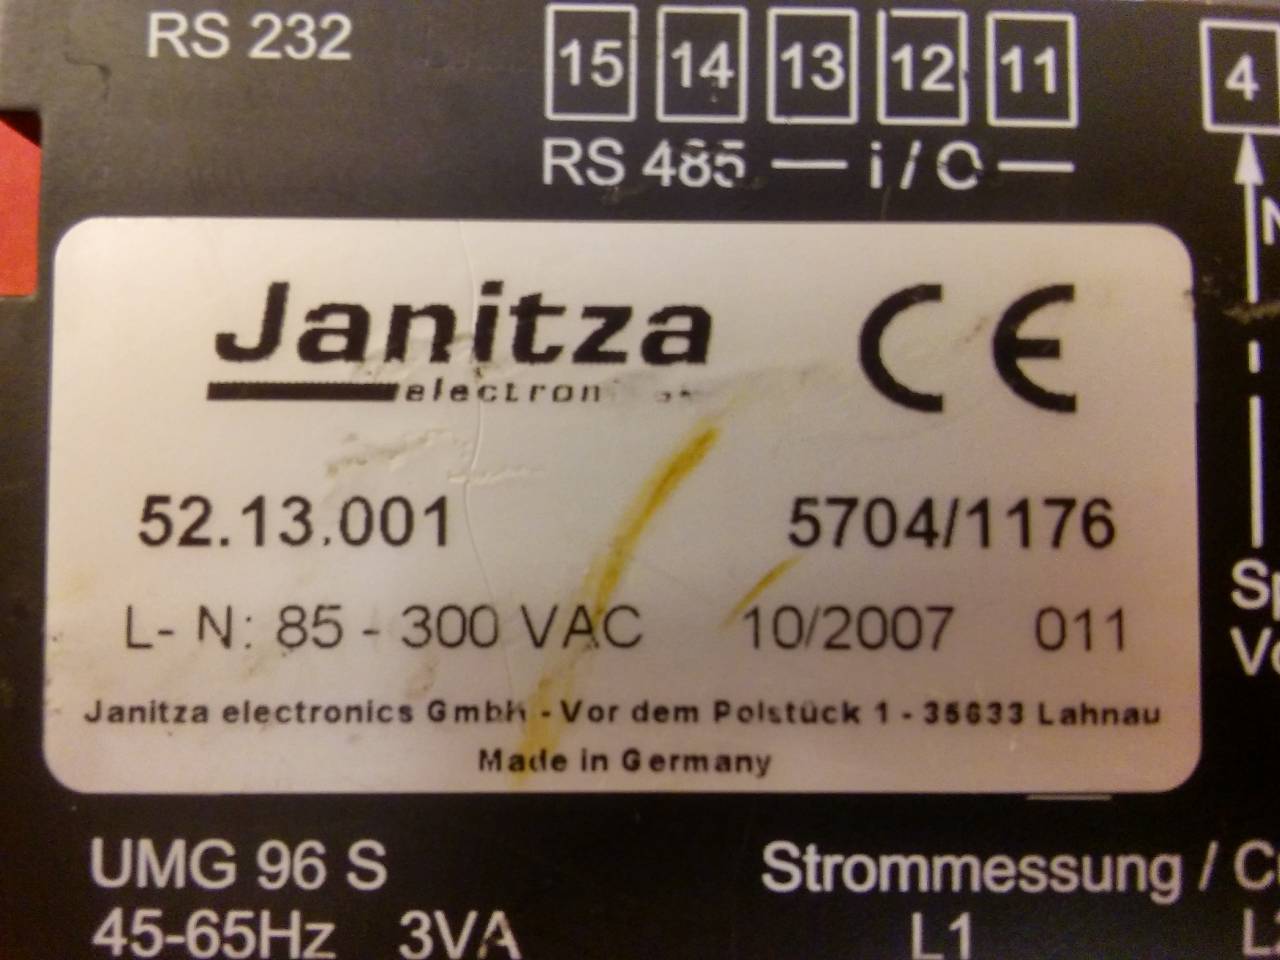 RS 232
15 14 13 12 11 4
RS 485 — i / O —
N
Janitza
CE
electron
52.13.001 5704/1176
L- N: 85 - 300 VAC 10/2007 011
Janitza electronics GmbH - Vor dem Polstück 1 - 35633 Lahnau
Made in Germany
UMG 96 S
45-65Hz 3VA
Strommessung /
L1